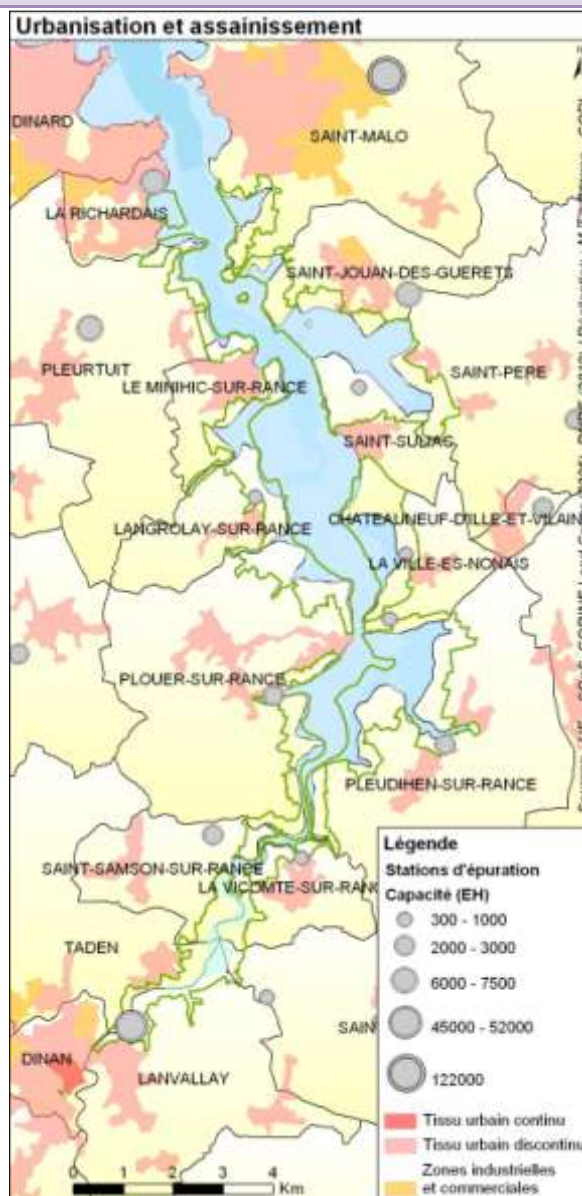 Urbanisation et assainissement
DINARD
SAINT-MALO
LA RICHARDAIS
SAINT-JOUAN-DES-GUERETS
PLEURTUIT
SAINT-PERE
LE MINIHIC-SUR-RANCE
SAINT-SULIAC
CHATEAUNEUF-D'ILLE-ET-VILAIN
LANGROLAY-SUR-RANCE
LA VILLE-ES-NONAIS
PLOUER-SUR-RANCE
PLEUDIHEN-SUR-RANCE
SAINT-SAMSON-SUR-RANCE
LA VICOMTE-SUR-RANC
TADEN
SAIN
DINAN
LANVALLAY
Légende
Stations d'épuration
Capacité (EH)
300 - 1000
2000 - 3000
6000 - 7500
45000 - 52000
122000
Tissu urbain continu
Tissu urbain discontinu
Zones industrielles
et commerciales
0 1 2 3 4
Km